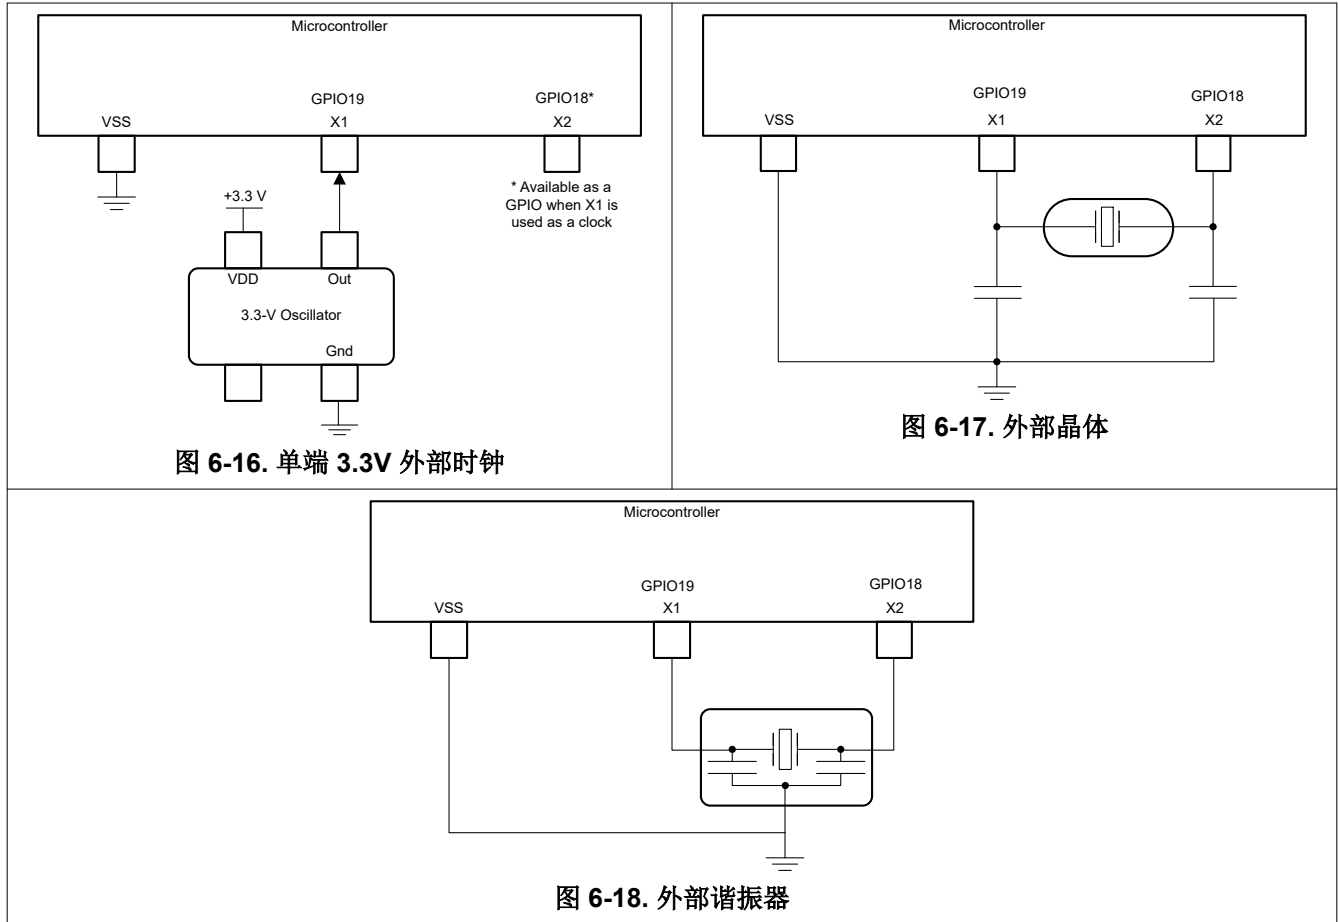 Microcontroller
GPIO19
GPIO18*
VSS
X1
X2
* Available as a
GPIO when X1 is
used as a clock
+3.3 V
VDD
Out
3.3-V Oscillator
Gnd
图 6-16. 单端 3.3V 外部时钟
Microcontroller
GPIO19
GPIO18
VSS
X1
X2
图 6-17. 外部晶体
Microcontroller
GPIO19
GPIO18
VSS
X1
X2
图 6-18. 外部谐振器